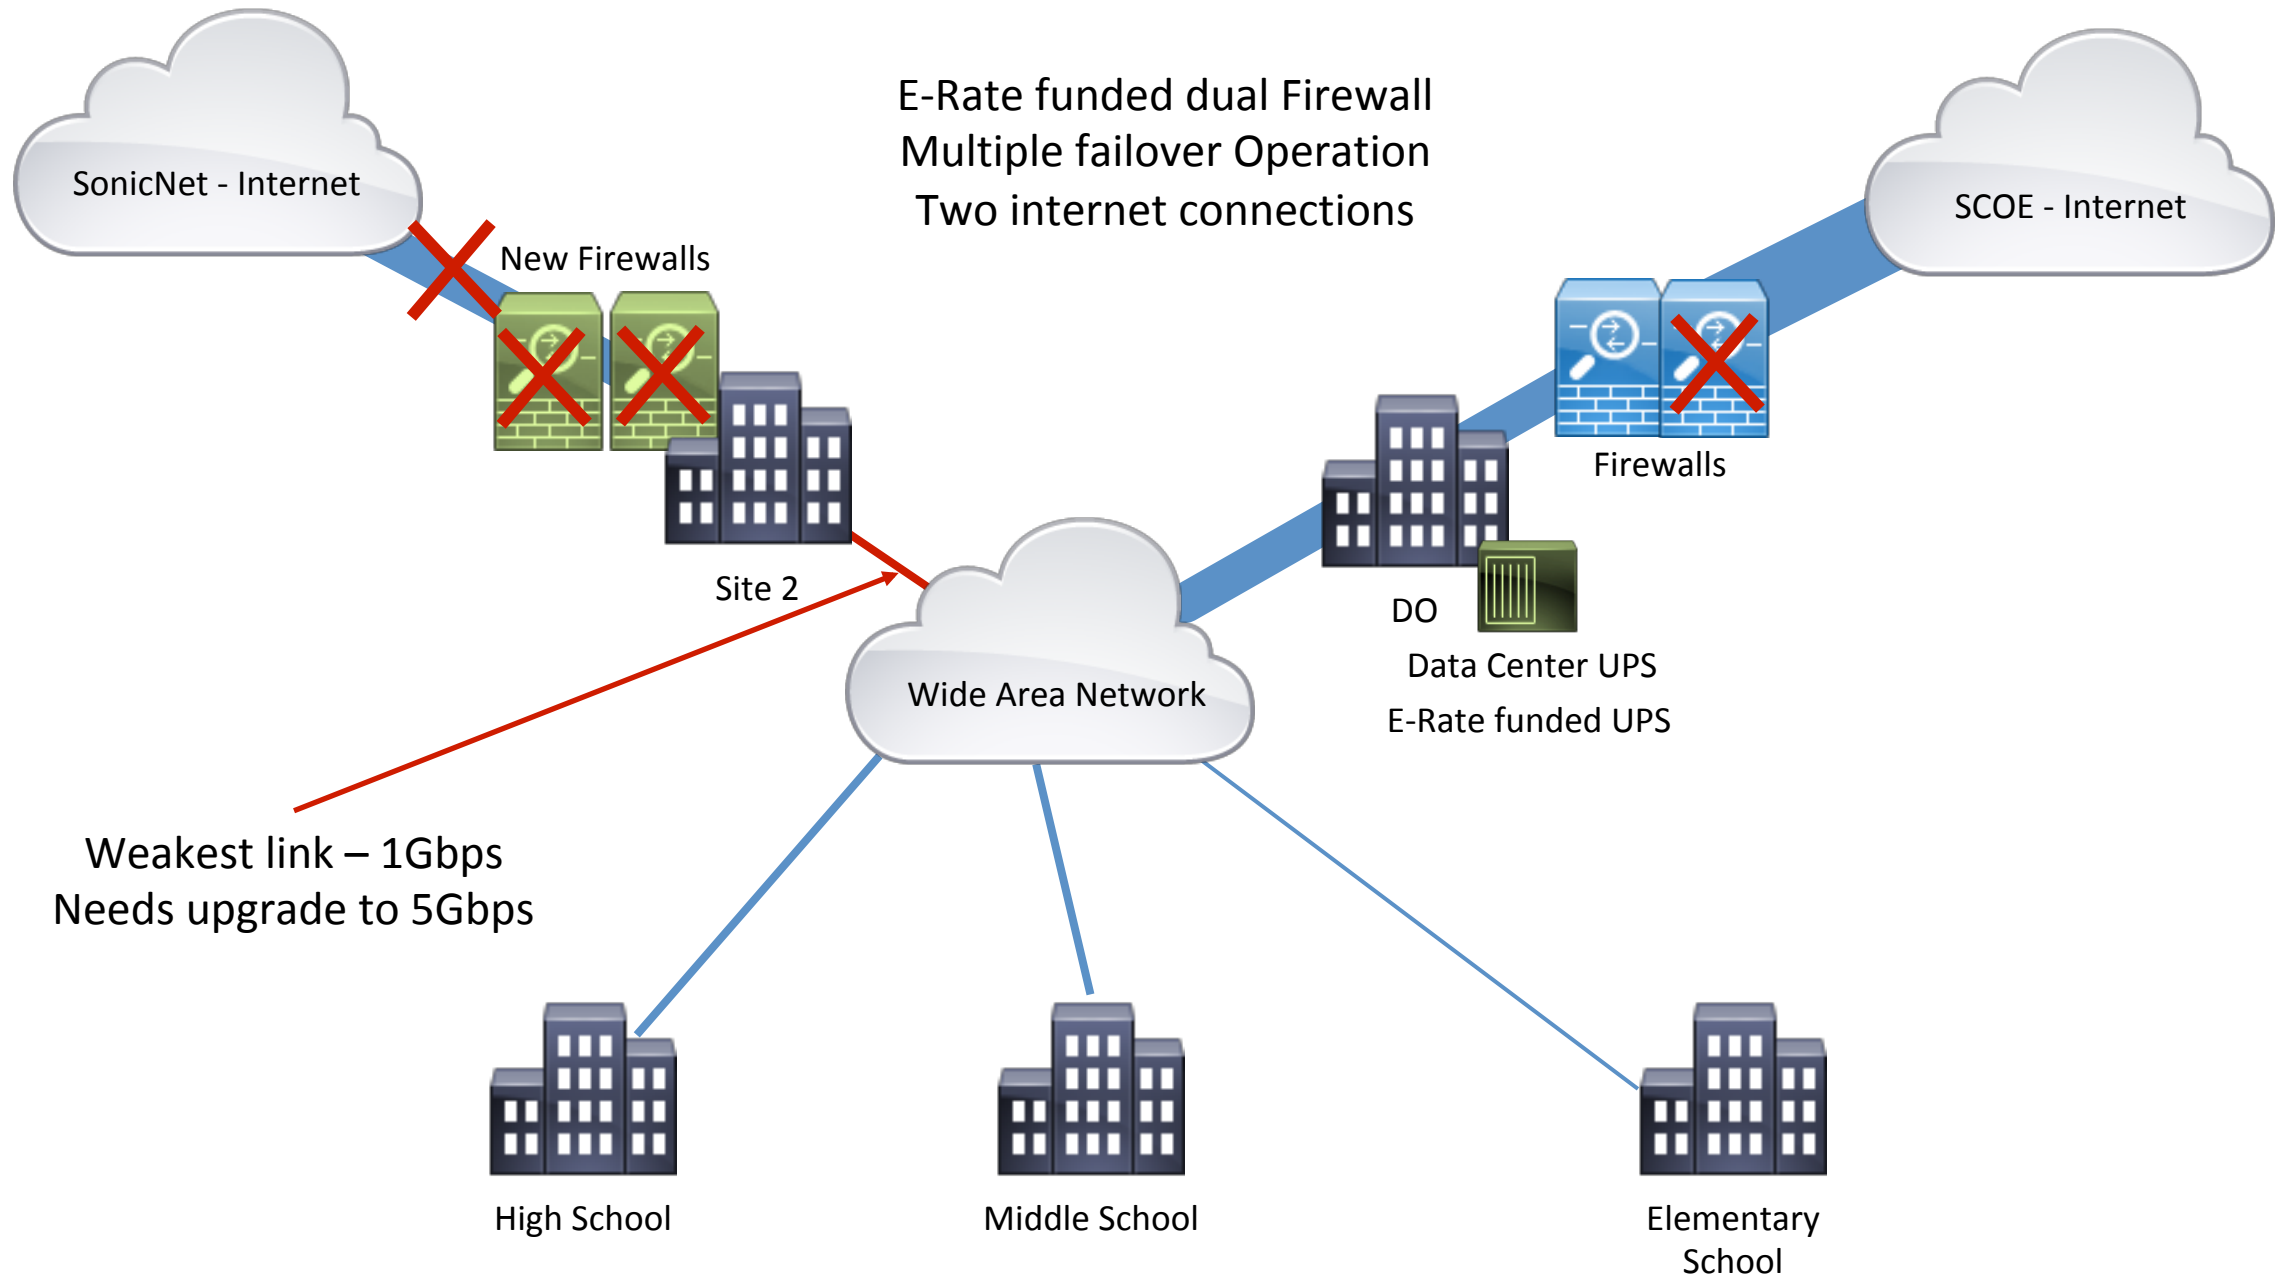 E-Rate funded dual Firewall
Multiple failover Operation
Two internet connections
SonicNet - Internet
SCOE - Internet
New Firewalls
Firewalls
Site 2
DO
Data Center UPS
E-Rate funded UPS
Wide Area Network
Weakest link – 1Gbps
Needs upgrade to 5Gbps
High School
Middle School
Elementary
School